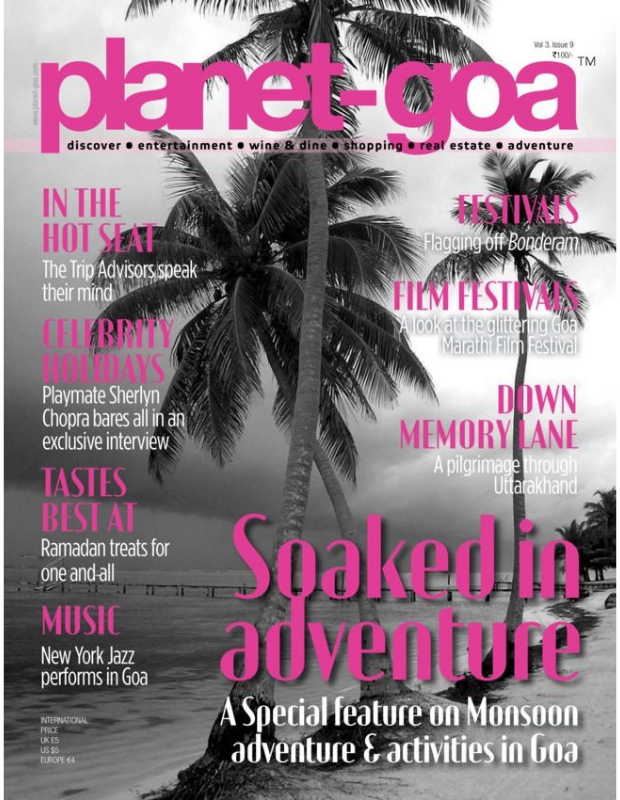 Vol 3. Issue 9
₹100/-
www.planet-goa.com
planet-goa™
discover • entertainment • wine & dine • shopping • real estate • adventure
IN THE
HOT SEAT
The Trip Advisors speak
their mind
CELEBRITY
HOLIDAYS
Playmate Sherlyn
Chopra bares all in an
exclusive interview
TASTES
BEST AT
Ramadan treats for
one and all
MUSIC
New York Jazz
performs in Goa
FESTIVALS
Flagging off Bonderam
FILM FESTIVALS
A look at the glittering Goa
Marathi Film Festival
DOWN
MEMORY LANE
A pilgrimage through
Uttarakhand
Soaked in
adventure
A Special feature on Monsoon
adventure & activities in Goa
INTERNATIONAL
PRICE
UK £5
US $5
EUROPE €4